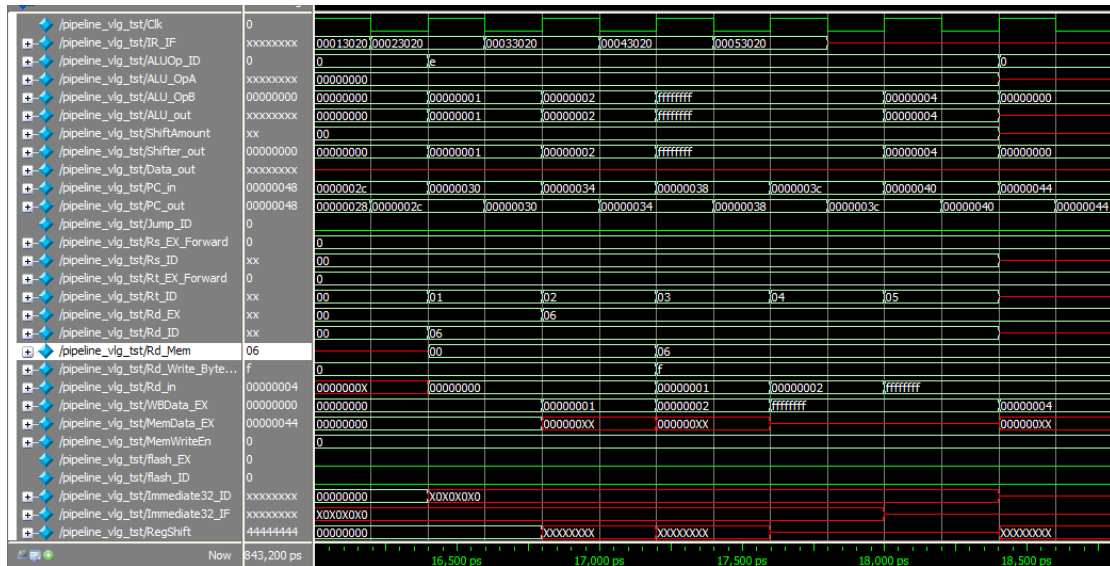 /pipeline_vlg_tst/Clk 0
/pipeline_vlg_tst/IR_IF xxxxxxxx 00013020 00023020 00033020 00043020 00053020
/pipeline_vlg_tst/ALUOp_ID 0 0 e 0
/pipeline_vlg_tst/ALU_OpA xxxxxxxx 00000000
/pipeline_vlg_tst/ALU_OpB 00000000 00000000 00000001 00000002 ffffffff 00000004 00000000
/pipeline_vlg_tst/ALU_out xxxxxxxx 00000000 00000001 00000002 ffffffff 00000004
/pipeline_vlg_tst/ShiftAmount xx 00
/pipeline_vlg_tst/Shifter_out 00000000 00000000 00000001 00000002 ffffffff 00000004 00000000
/pipeline_vlg_tst/Data_out xxxxxxxx
/pipeline_vlg_tst/PC_in 00000048 0000002c 00000030 00000034 00000038 0000003c 00000040 00000044
/pipeline_vlg_tst/PC_out 00000048 00000028 0000002c 00000030 00000034 00000038 0000003c 00000040 00000044
/pipeline_vlg_tst/Jump_ID 0
/pipeline_vlg_tst/Rs_EX_Forward 0 0
/pipeline_vlg_tst/Rs_ID xx 00
/pipeline_vlg_tst/Rt_EX_Forward 0 0
/pipeline_vlg_tst/Rt_ID xx 00 01 02 03 04 05
/pipeline_vlg_tst/Rd_EX xx 00 06
/pipeline_vlg_tst/Rd_ID xx 00 06
/pipeline_vlg_tst/Rd_Mem 06 00 06
/pipeline_vlg_tst/Rd_Write_Byte... f 0 f
/pipeline_vlg_tst/Rd_in 00000004 0000000X 00000000 00000001 00000002 ffffffff
/pipeline_vlg_tst/WBData_EX 00000000 00000000 00000001 00000002 ffffffff 00000004
/pipeline_vlg_tst/MemData_EX 00000044 00000000 000000XX 000000XX 000000XX
/pipeline_vlg_tst/MemWriteEn 0 0
/pipeline_vlg_tst/flash_EX 0
/pipeline_vlg_tst/flash_ID 0
/pipeline_vlg_tst/Immediate32_ID xxxxxxxx 00000000 X0X0X0X0
/pipeline_vlg_tst/Immediate32_IF xxxxxxxx X0X0X0X0
/pipeline_vlg_tst/RegShift 44444444 00000000 XXXXXXXX XXXXXXXX XXXXXXXX
Now 843,200 ps 16,500 ps 17,000 ps 17,500 ps 18,000 ps 18,500 ps